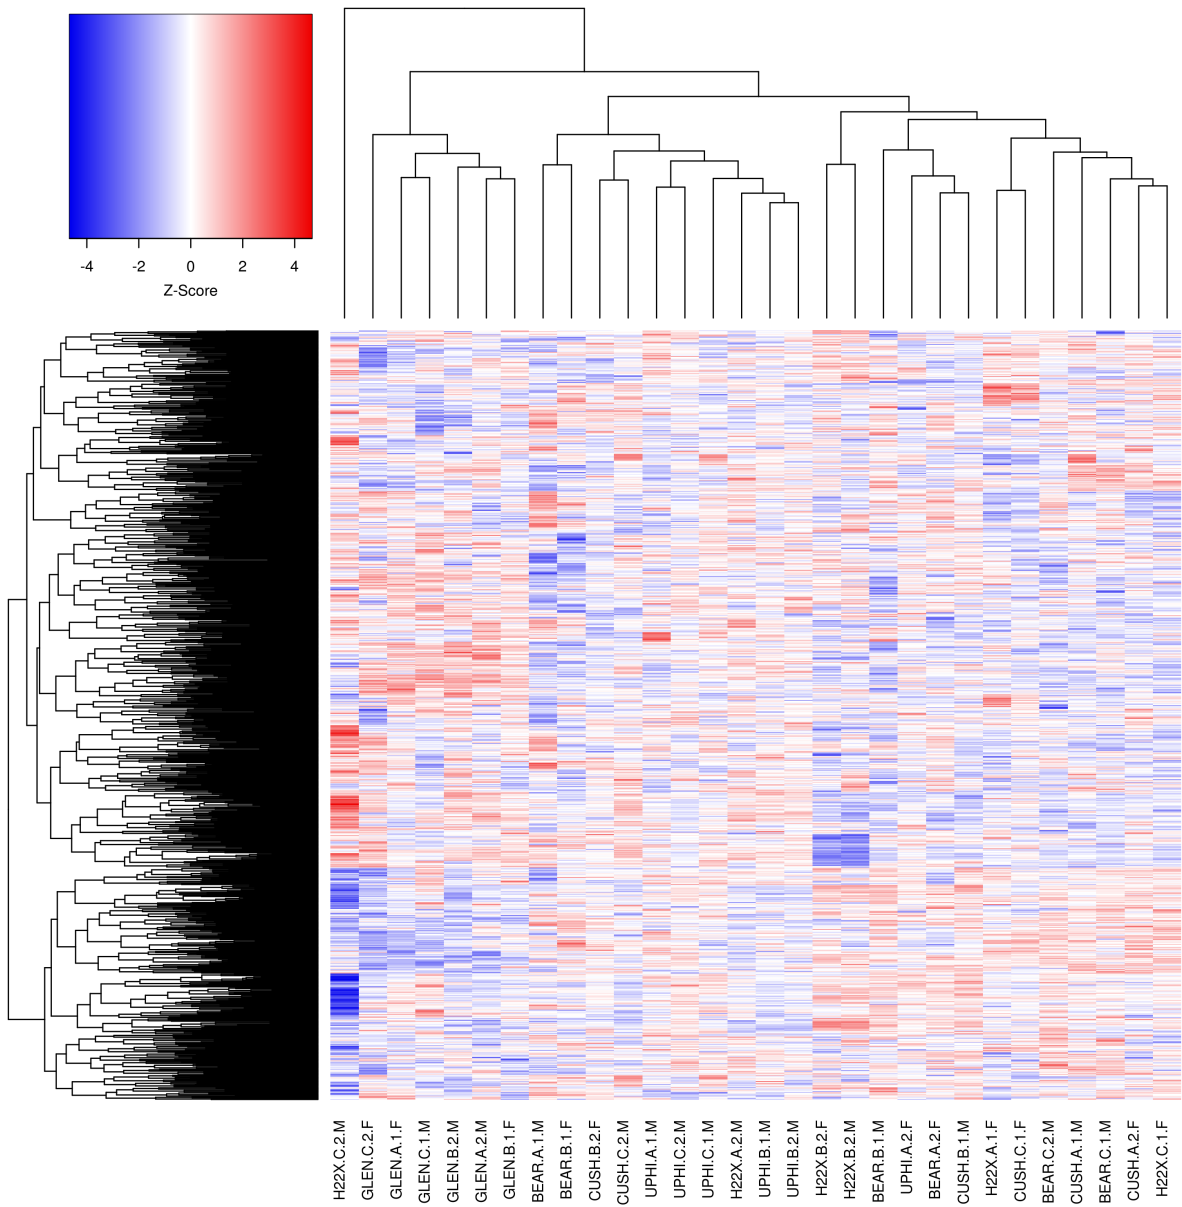 -4 -2 0 2 4
Z-Score
H22X.C.2.M
GLEN.C.2.F
GLEN.A.1.F
GLEN.C.1.M
GLEN.B.2.M
GLEN.A.2.M
GLEN.B.1.F
BEAR.A.1.M
BEAR.B.1.F
CUSH.B.2.F
CUSH.C.2.M
UPHI.A.1.M
UPHI.C.2.M
UPHI.C.1.M
H22X.A.2.M
UPHI.B.1.M
UPHI.B.2.M
H22X.B.2.F
H22X.B.2.M
BEAR.B.1.M
UPHI.A.2.F
BEAR.A.2.F
CUSH.B.1.M
H22X.A.1.F
CUSH.C.1.F
BEAR.C.2.M
CUSH.A.1.M
BEAR.C.1.M
CUSH.A.2.F
H22X.C.1.F